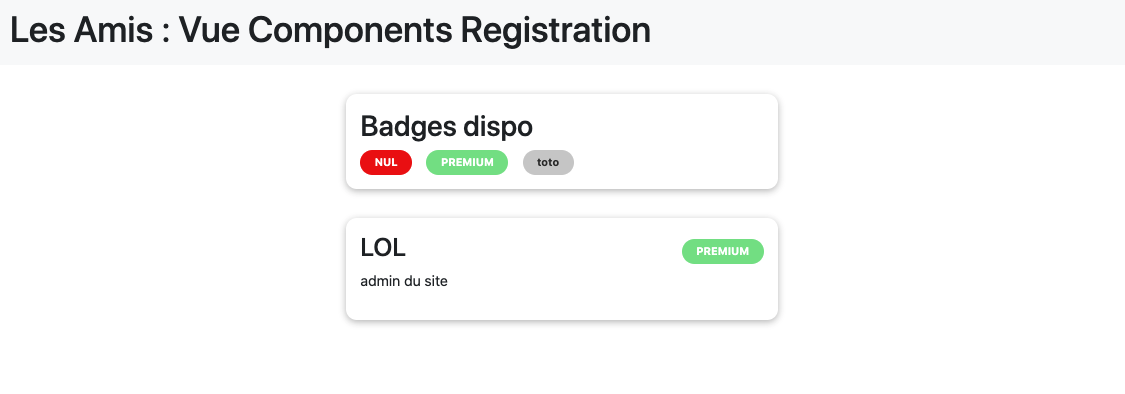 Les Amis : Vue Components Registration
Badges dispo
NUL PREMIUM toto
LOL PREMIUM
admin du site